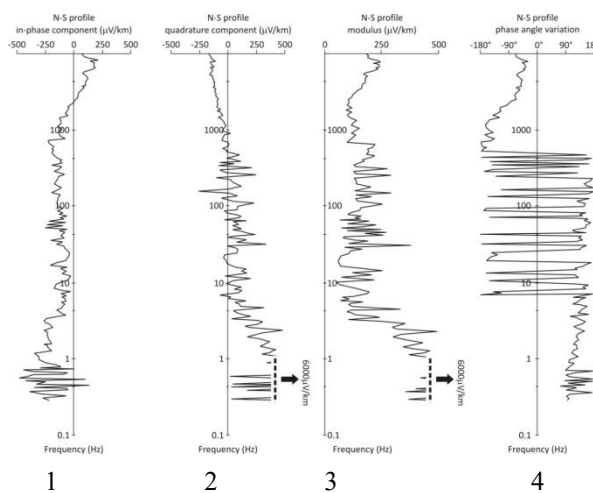 N-S profile
in-phase component (μV/km)
-500 -250 0 250 500
1000
100
10
1
0.1
Frequency (Hz)
1
N-S profile
quadrature component (μV/km)
-500 -250 0 250 500
1000
100
10
1
0.1
6000μV/km
Frequency (Hz)
2
N-S profile
modulus (μV/km)
0 250 500
1000
100
10
1
0.1
6000μV/km
Frequency (Hz)
3
N-S profile
phase angle variation
-180° -90° 0° 90° 18
1000
100
10
1
0.1
Frequency (Hz)
4